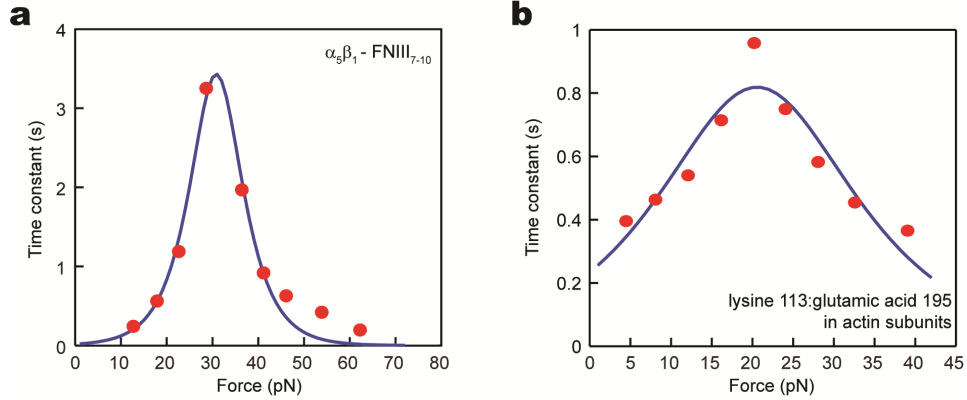 a
b
4
3
2
1
0
Time constant (s)
α5β1 - FNIII7-10
0 10 20 30 40 50 60 70 80
Force (pN)
1
0.8
0.6
0.4
0.2
0
Time constant (s)
lysine 113:glutamic acid 195
in actin subunits
0 5 10 15 20 25 30 35 40 45
Force (pN)